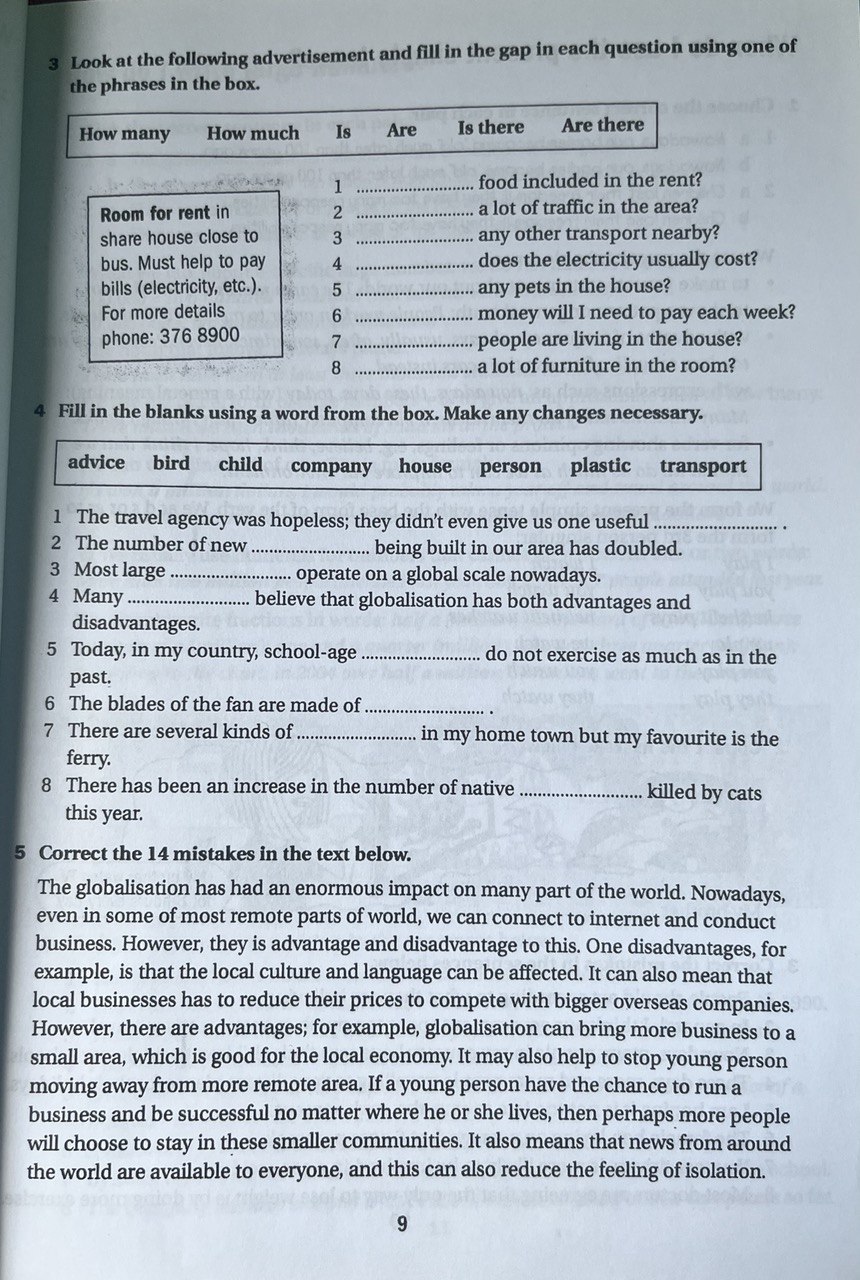 3 Look at the following advertisement and fill in the gap in each question using one of
the phrases in the box.
How many How much Is Are Is there Are there
Room for rent in
share house close to
bus. Must help to pay
bills (electricity, etc.).
For more details
phone: 376 8900
1 ............................ food included in the rent?
2 ............................ a lot of traffic in the area?
3 ............................ any other transport nearby?
4 ............................ does the electricity usually cost?
5 ............................ any pets in the house?
6 ............................ money will I need to pay each week?
7 ............................ people are living in the house?
8 ............................ a lot of furniture in the room?
4 Fill in the blanks using a word from the box. Make any changes necessary.
advice bird child company house person plastic transport
1 The travel agency was hopeless; they didn't even give us one useful ............................ .
2 The number of new ............................ being built in our area has doubled.
3 Most large ............................ operate on a global scale nowadays.
4 Many ............................ believe that globalisation has both advantages and
disadvantages.
5 Today, in my country, school-age ............................ do not exercise as much as in the
past.
6 The blades of the fan are made of ............................ .
7 There are several kinds of ............................ in my home town but my favourite is the
ferry.
8 There has been an increase in the number of native ............................ killed by cats
this year.
5 Correct the 14 mistakes in the text below.
The globalisation has had an enormous impact on many part of the world. Nowadays,
even in some of most remote parts of world, we can connect to internet and conduct
business. However, they is advantage and disadvantage to this. One disadvantages, for
example, is that the local culture and language can be affected. It can also mean that
local businesses has to reduce their prices to compete with bigger overseas companies.
However, there are advantages; for example, globalisation can bring more business to a
small area, which is good for the local economy. It may also help to stop young person
moving away from more remote area. If a young person have the chance to run a
business and be successful no matter where he or she lives, then perhaps more people
will choose to stay in these smaller communities. It also means that news from around
the world are available to everyone, and this can also reduce the feeling of isolation.
9